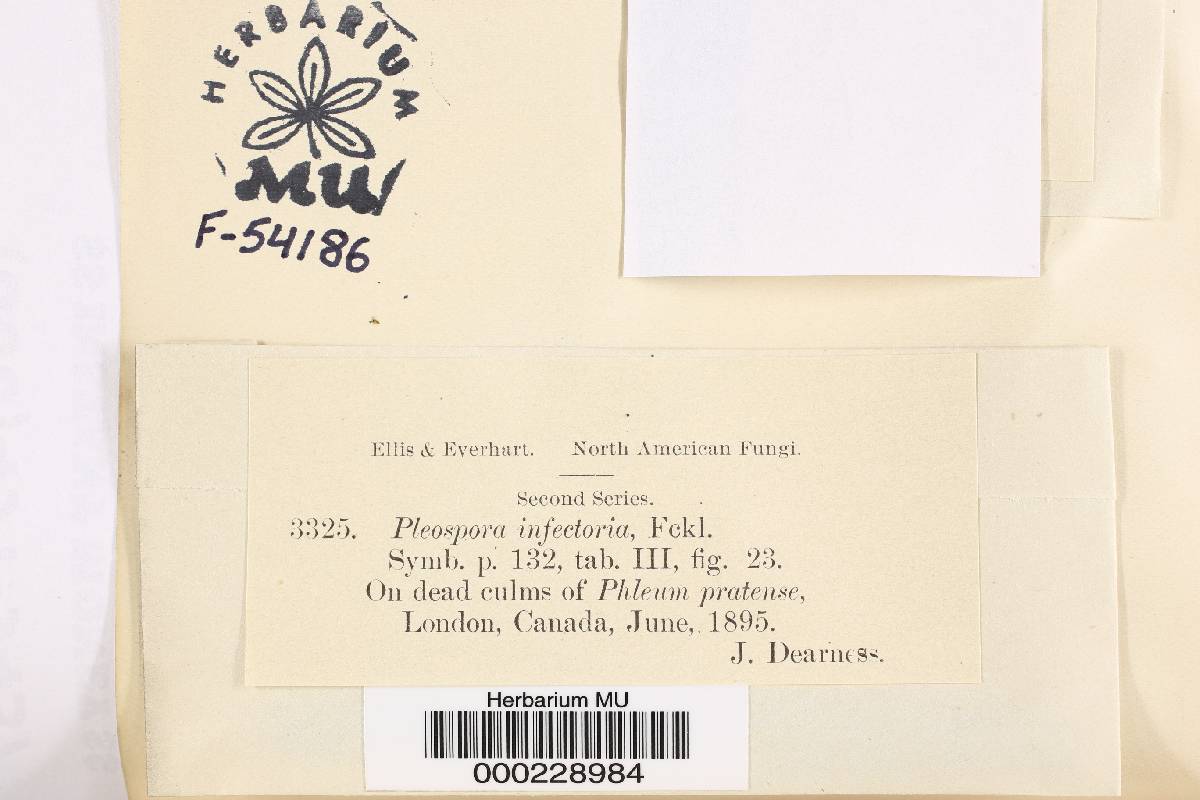 HERBARIUM
MU
F-54186
Ellis & Everhart. North American Fungi.
Second Series.
3325. Pleospora infectoria, Fckl.
Symb. p. 132, tab. III, fig. 23.
On dead culms of Phleum pratense,
London, Canada, June, 1895.
J. Dearness.
Herbarium MU
000228984